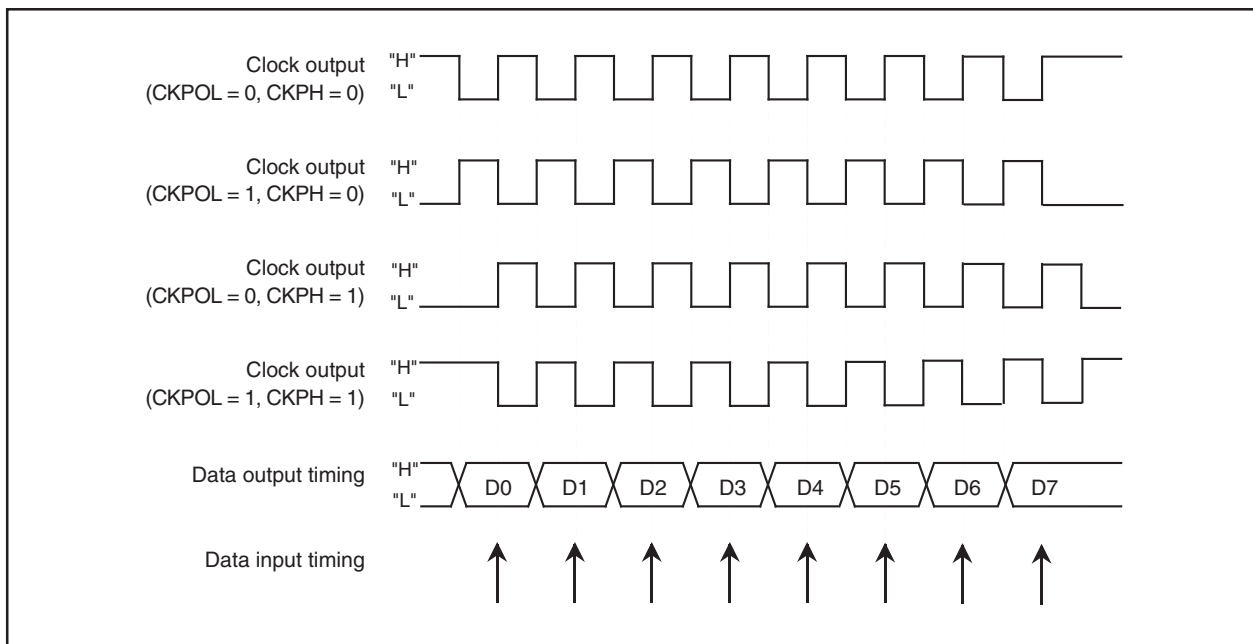 Clock output "H"
(CKPOL = 0, CKPH = 0) "L"
Clock output "H"
(CKPOL = 1, CKPH = 0) "L"
Clock output "H"
(CKPOL = 0, CKPH = 1) "L"
Clock output "H"
(CKPOL = 1, CKPH = 1) "L"
Data output timing "H"
"L"
D0 D1 D2 D3 D4 D5 D6 D7
Data input timing